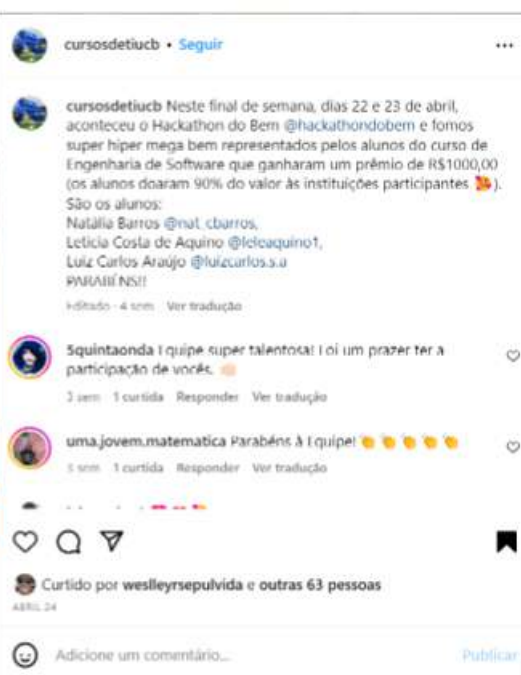 cursosdetiucb • Seguir
cursosdetiucb Neste final de semana, dias 22 e 23 de abril,
aconteceu o Hackathon do Bem @hackathondobem e fomos
super hiper mega bem representados pelos alunos do curso de
Engenharia de Software que ganharam um prêmio de R$1000,00
(os alunos doaram 90% do valor às instituições participantes 💐).
São os alunos:
Natália Barros @nat_cbarros,
Leticia Costa de Aquino @leleaquino1,
Luiz Carlos Araújo @luizcarlos.s.a
PARABÉNS!!
Editado · 4 sem Ver tradução
5quintaonda Equipe super talentosa! Foi um prazer ter a
participação de vocês. 👏🏻
3 sem 1 curtida Responder Ver tradução
uma.jovem.matematica Parabéns à Equipe! 👏👏👏👏👏
3 sem 1 curtida Responder Ver tradução
Curtido por weslleyrsepulvida e outras 63 pessoas
ABRIL 24
Adicione um comentário...
Publicar